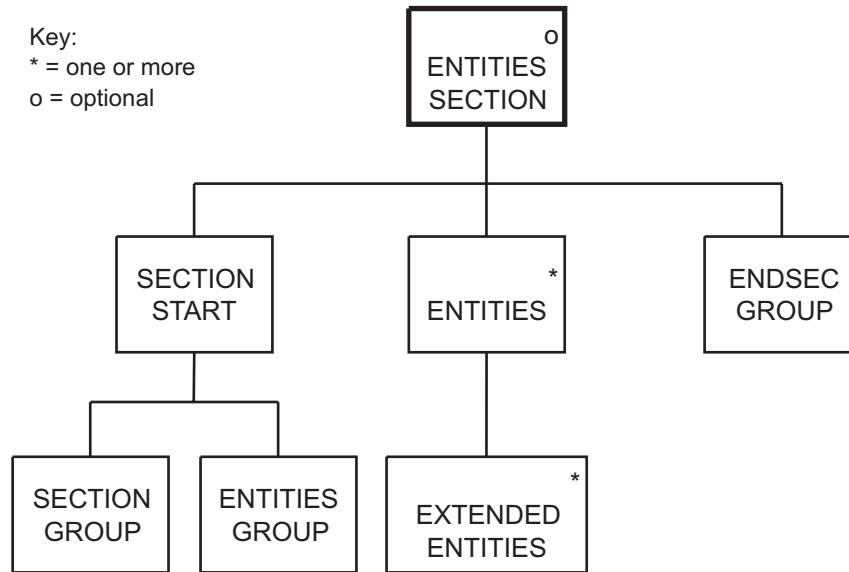 Key:
* = one or more
o = optional
o
ENTITIES
SECTION
SECTION
START
*
ENTITIES
ENDSEC
GROUP
SECTION
GROUP
ENTITIES
GROUP
*
EXTENDED
ENTITIES